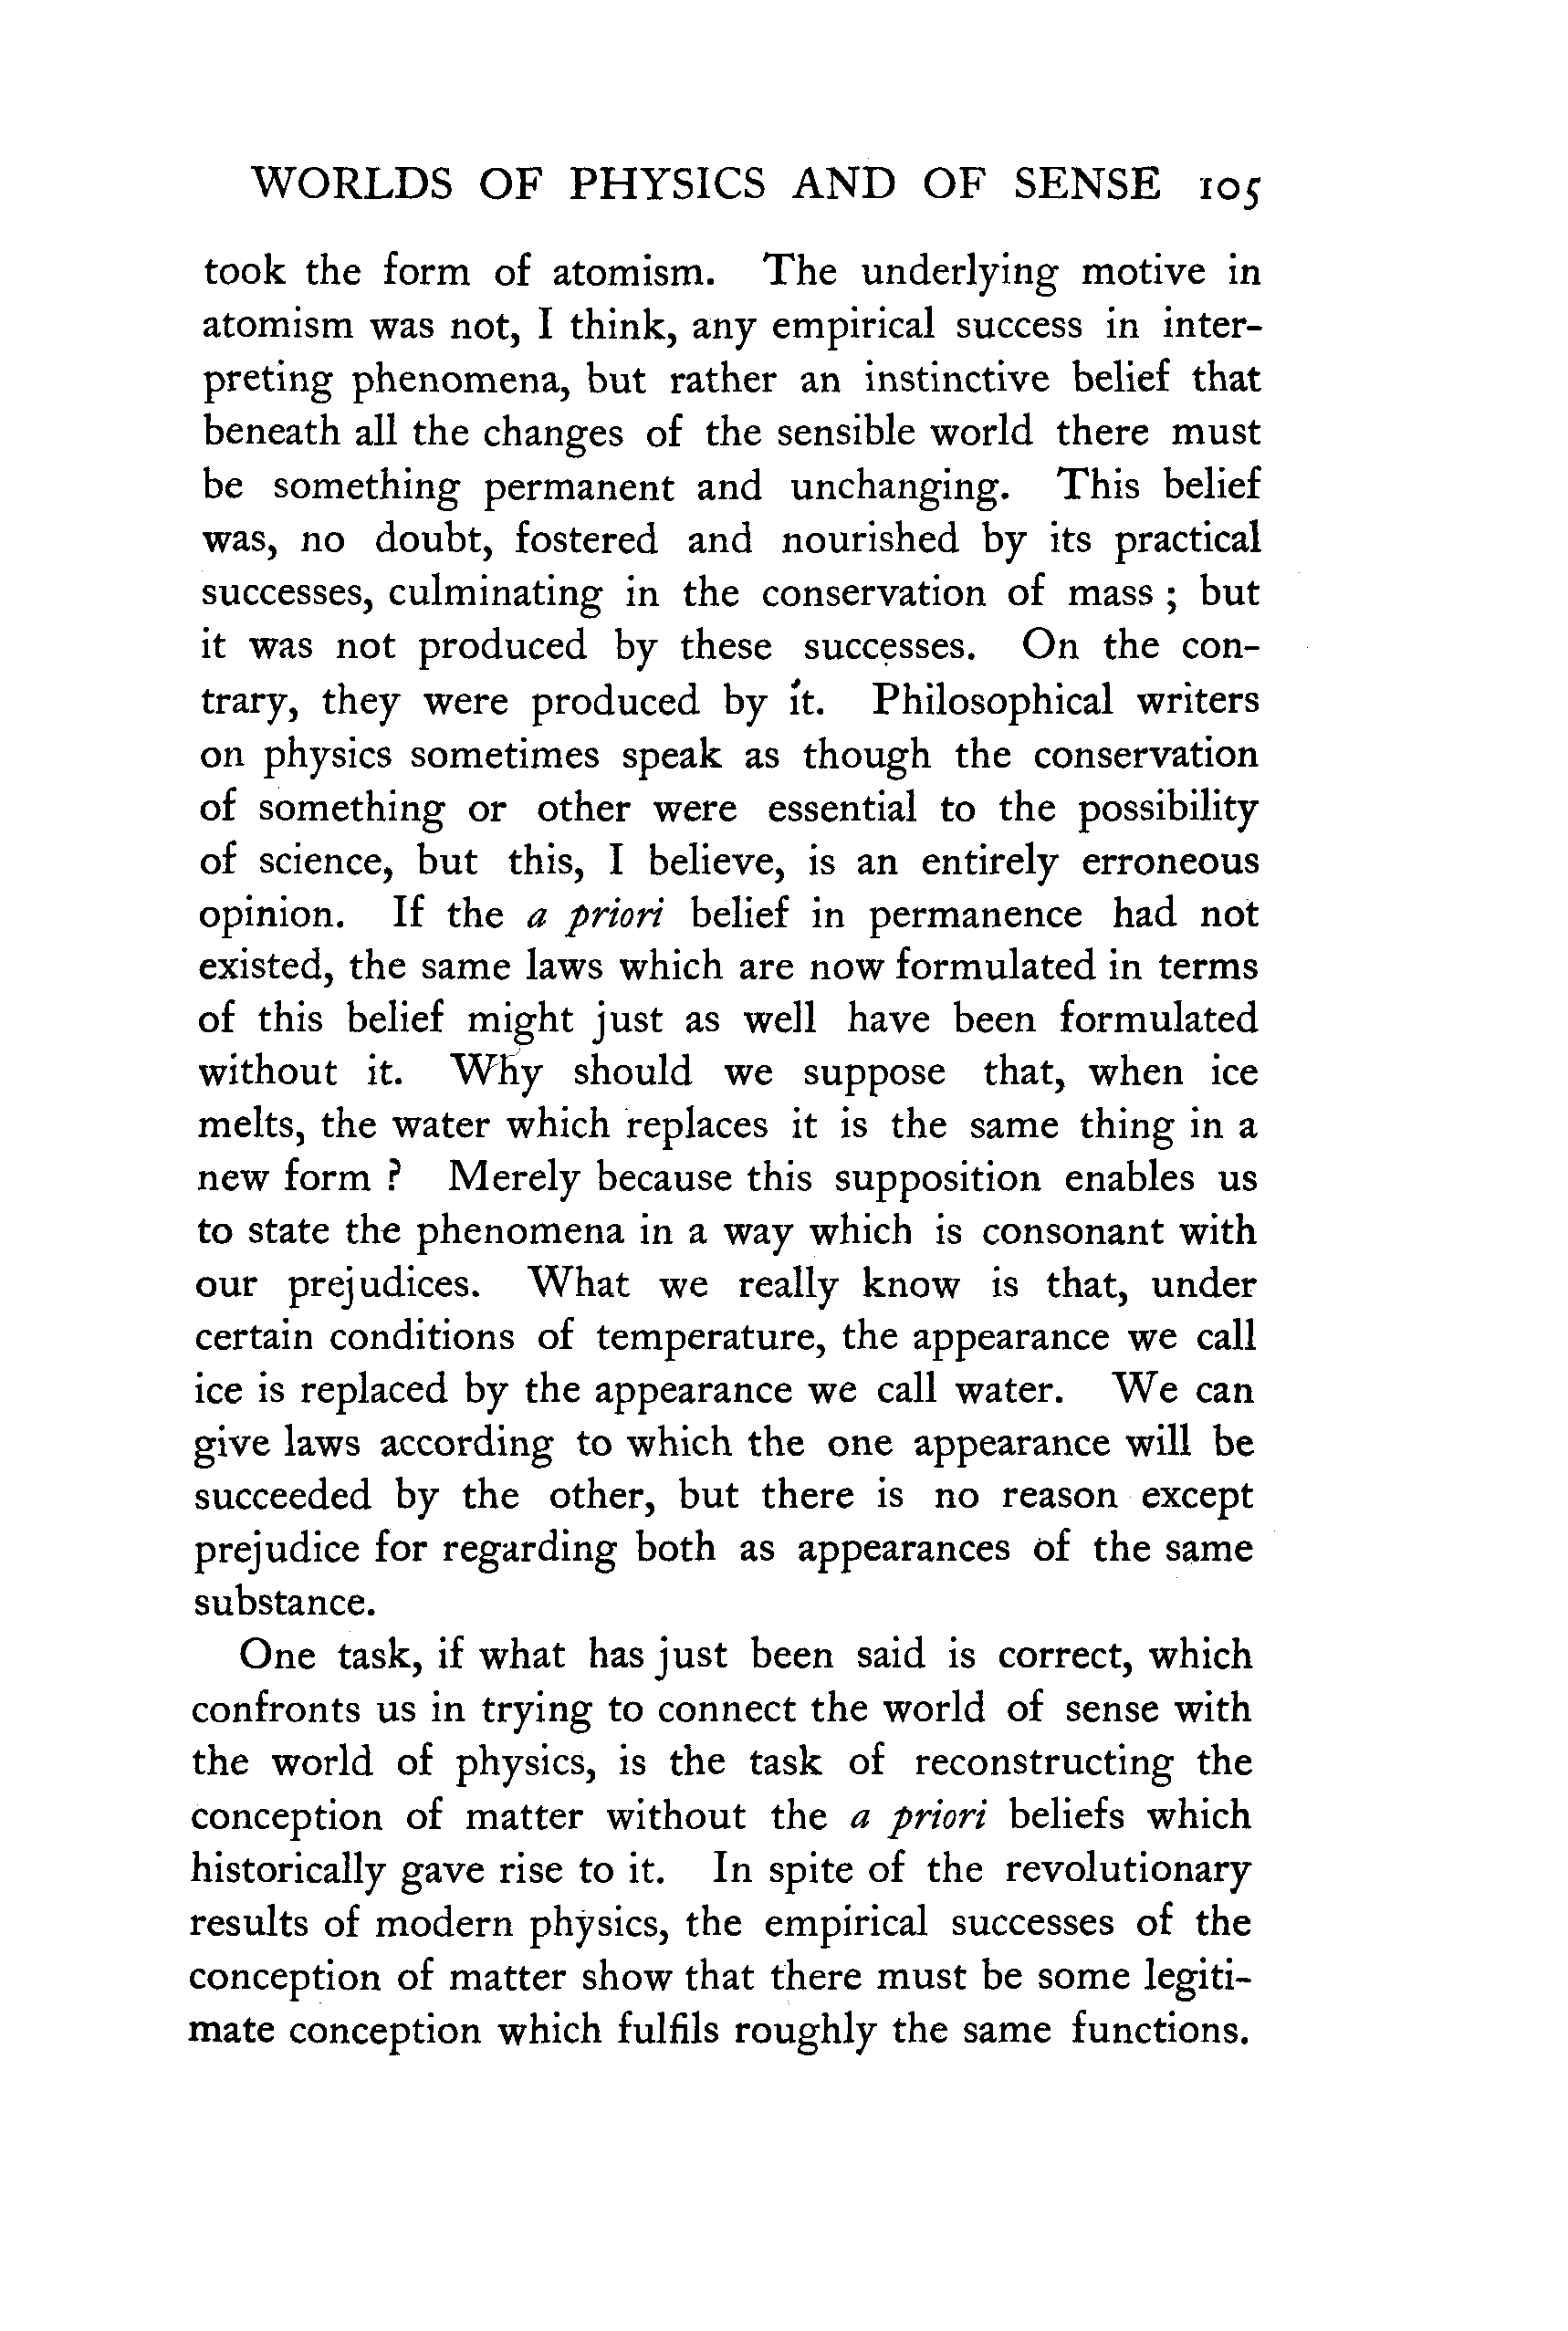 WORLDS OF PHYSICS AND OF SENSE 105
took the form of atomism. The underlying motive in
atomism was not, I think, any empirical success in inter-
preting phenomena, but rather an instinctive belief that
beneath all the changes of the sensible world there must
be something permanent and unchanging. This belief
was, no doubt, fostered and nourished by its practical
successes, culminating in the conservation of mass ; but
it was not produced by these successes. On the con-
trary, they were produced by it. Philosophical writers
on physics sometimes speak as though the conservation
of something or other were essential to the possibility
of science, but this, I believe, is an entirely erroneous
opinion. If the a priori belief in permanence had not
existed, the same laws which are now formulated in terms
of this belief might just as well have been formulated
without it. Why should we suppose that, when ice
melts, the water which replaces it is the same thing in a
new form ? Merely because this supposition enables us
to state the phenomena in a way which is consonant with
our prejudices. What we really know is that, under
certain conditions of temperature, the appearance we call
ice is replaced by the appearance we call water. We can
give laws according to which the one appearance will be
succeeded by the other, but there is no reason except
prejudice for regarding both as appearances of the same
substance.
One task, if what has just been said is correct, which
confronts us in trying to connect the world of sense with
the world of physics, is the task of reconstructing the
conception of matter without the a priori beliefs which
historically gave rise to it. In spite of the revolutionary
results of modern physics, the empirical successes of the
conception of matter show that there must be some legiti-
mate conception which fulfils roughly the same functions.